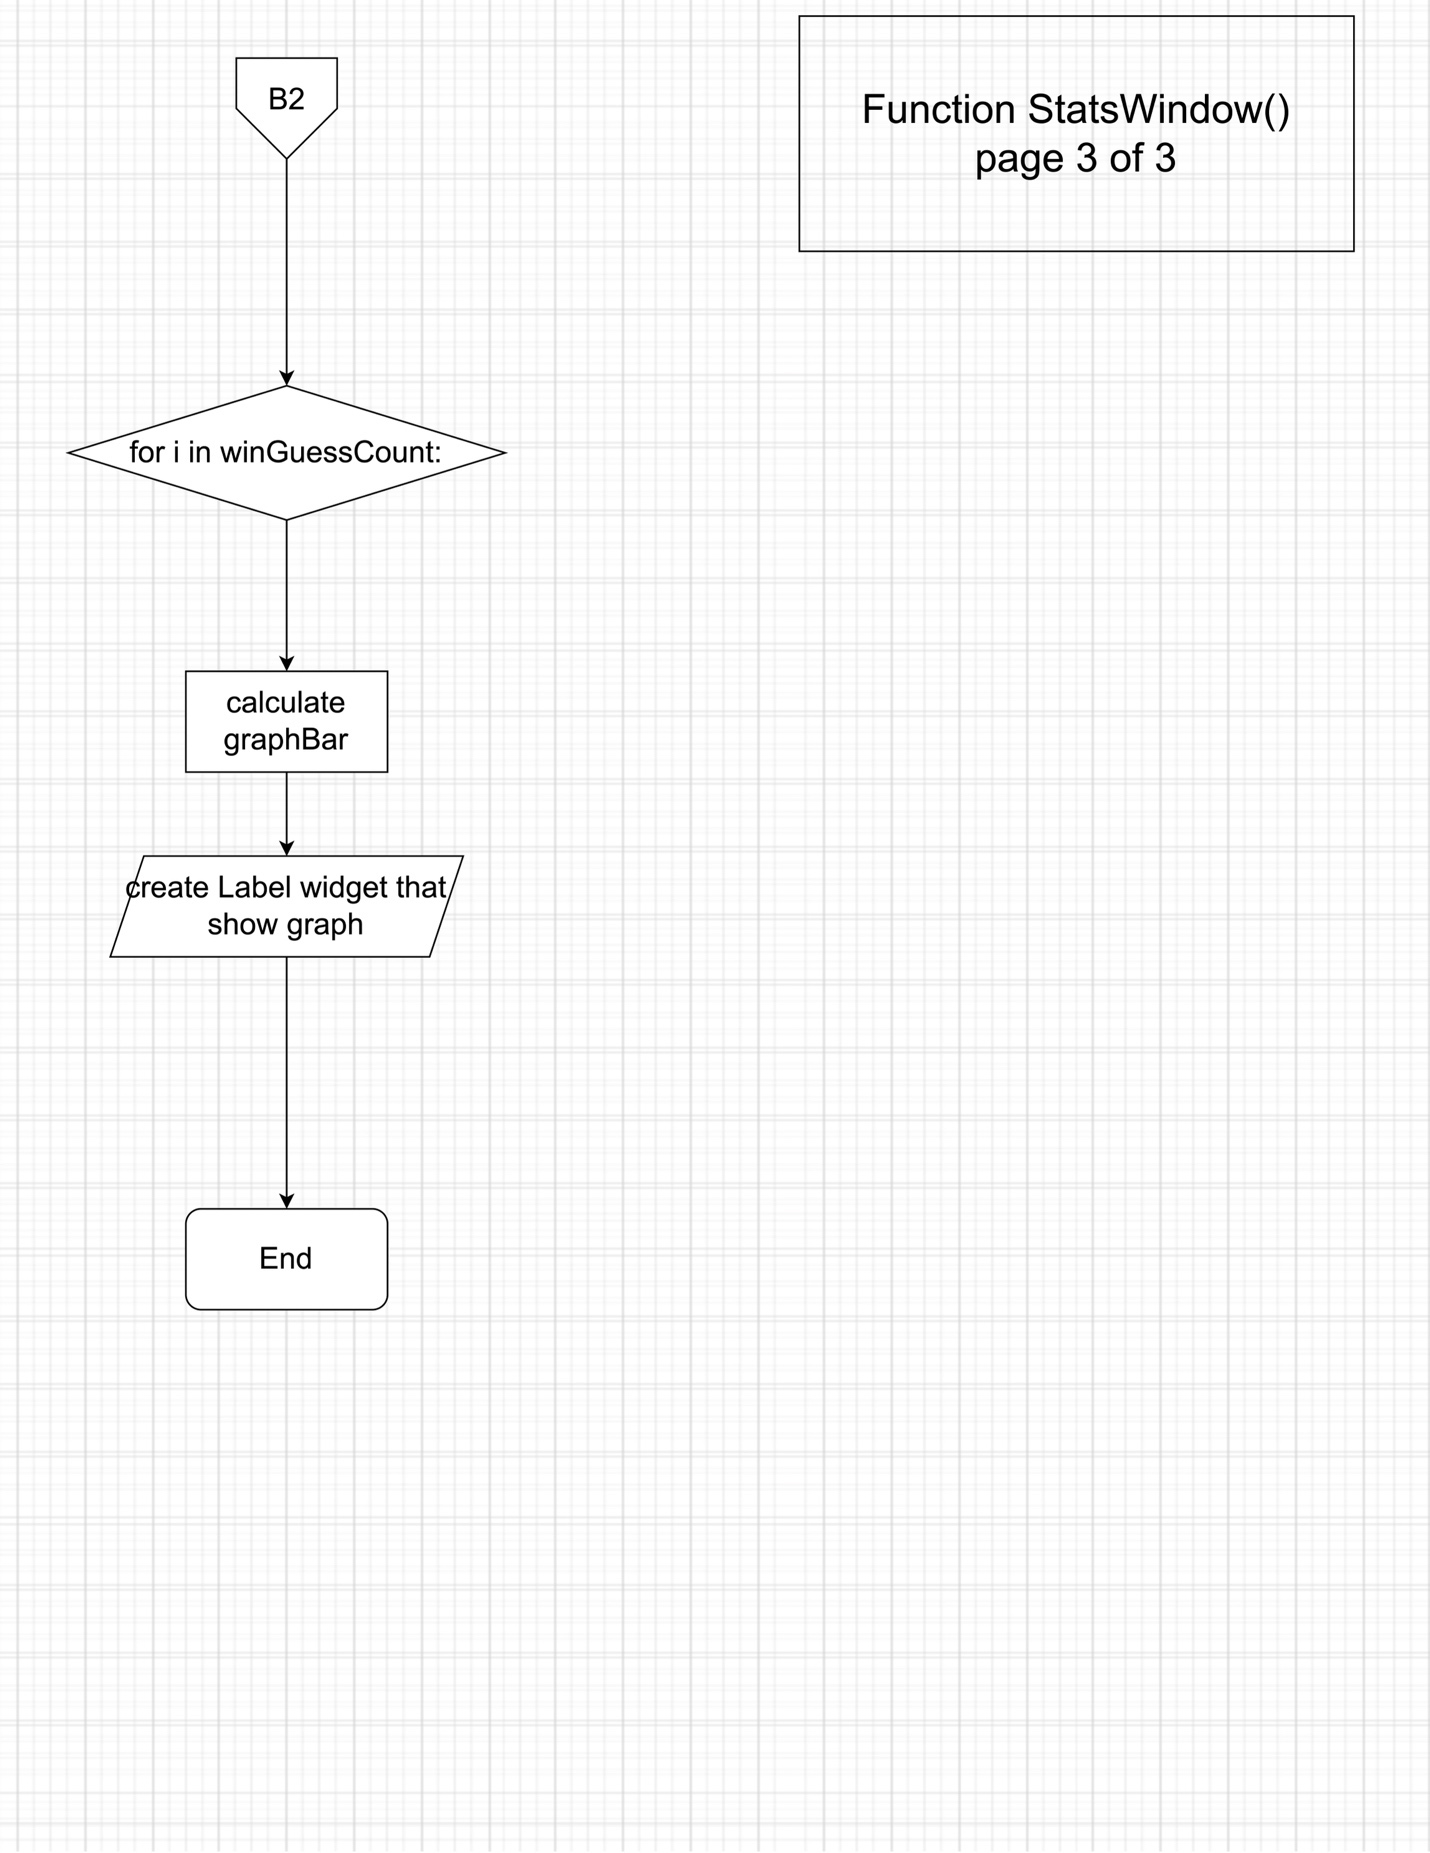 B2
Function StatsWindow()
page 3 of 3
for i in winGuessCount:
calculate
graphBar
create Label widget that
show graph
End